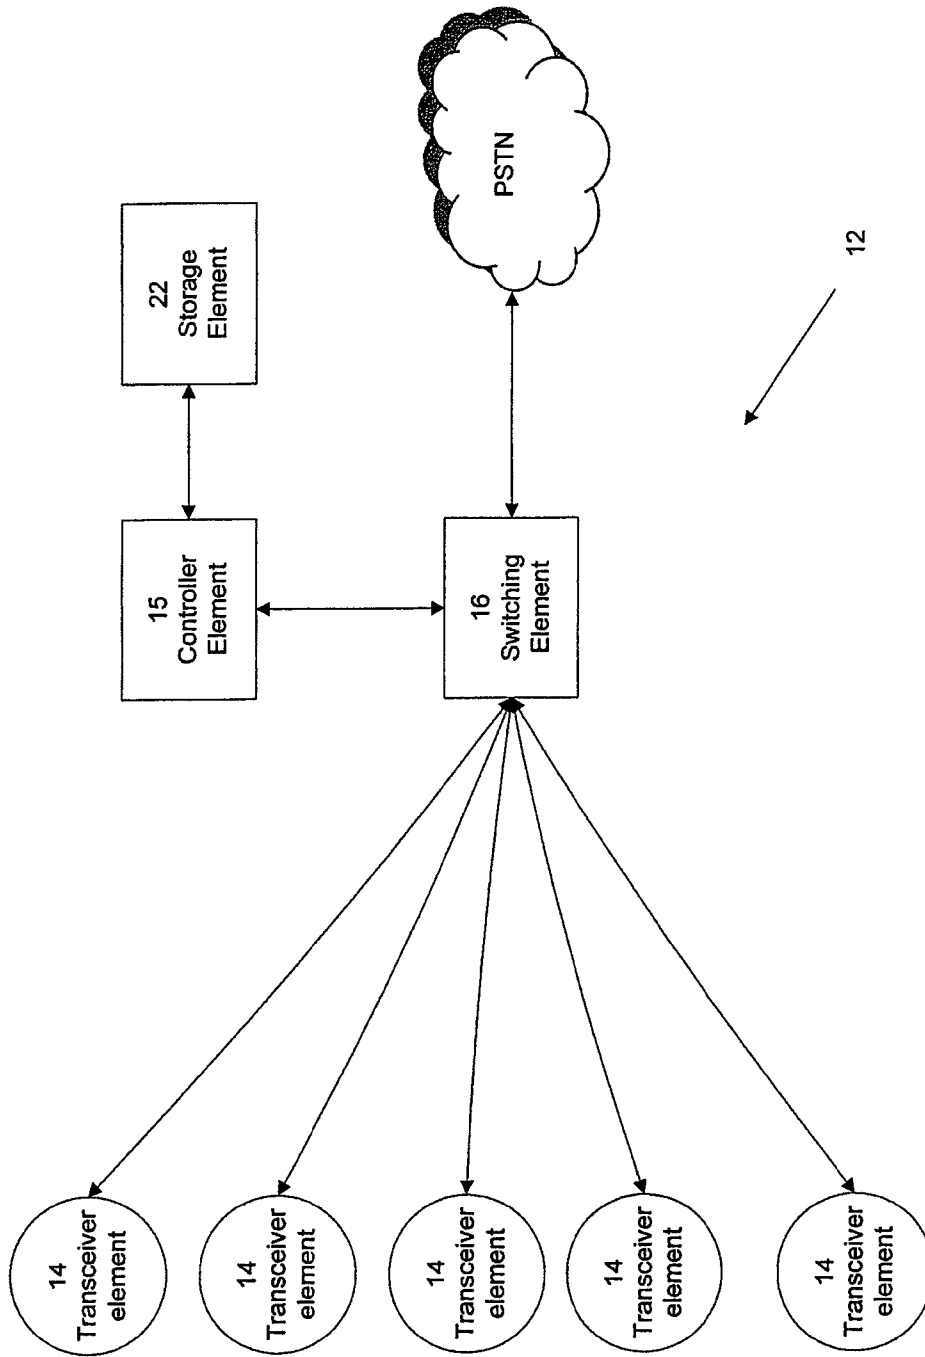 14
Transceiver
element
14
Transceiver
element
14
Transceiver
element
14
Transceiver
element
14
Transceiver
element
15
Controller
Element
16
Switching
Element
22
Storage
Element
PSTN
12